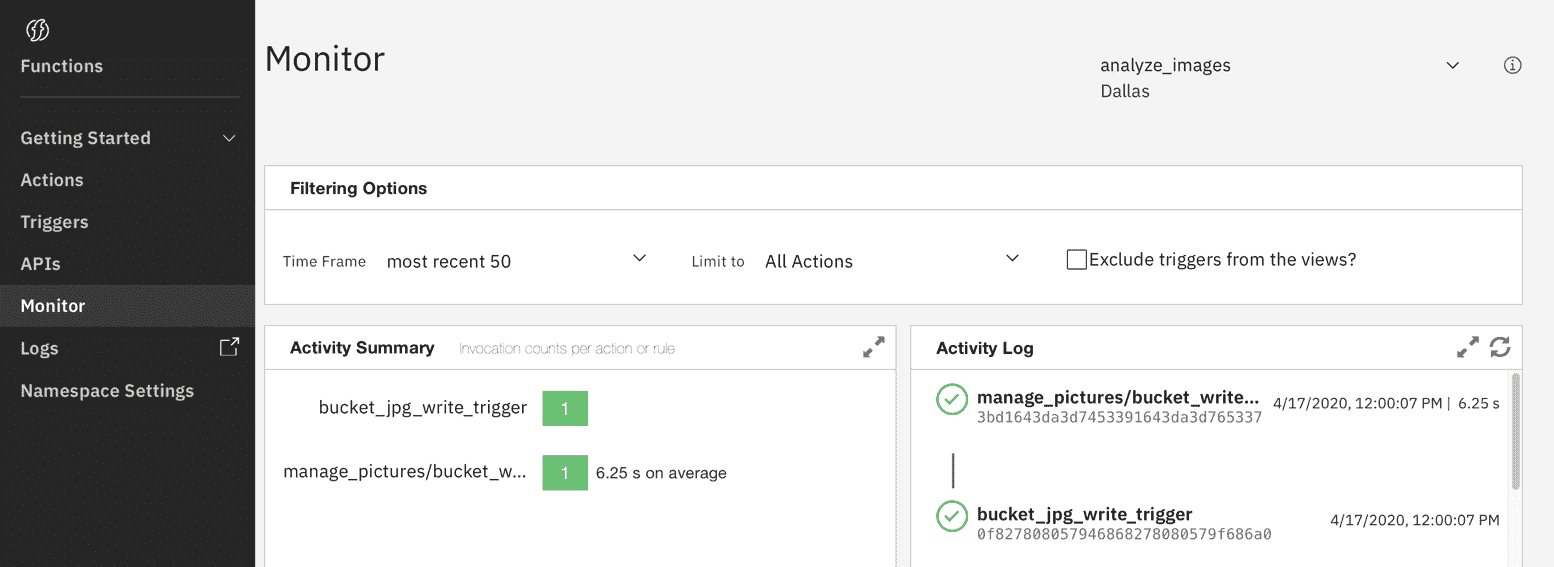 Functions
Getting Started
Actions
Triggers
APIs
Monitor
Logs
Namespace Settings
Monitor
analyze_images
Dallas
Filtering Options
Time Frame most recent 50 Limit to All Actions Exclude triggers from the views?
Activity Summary Invocation counts per action or rule
bucket_jpg_write_trigger 1
manage_pictures/bucket_w... 1 6.25 s on average
Activity Log
manage_pictures/bucket_write... 4/17/2020, 12:00:07 PM | 6.25 s
3bd1643da3d7453391643da3d765337
bucket_jpg_write_trigger 4/17/2020, 12:00:07 PM
0f827808057946868278080579f686a0